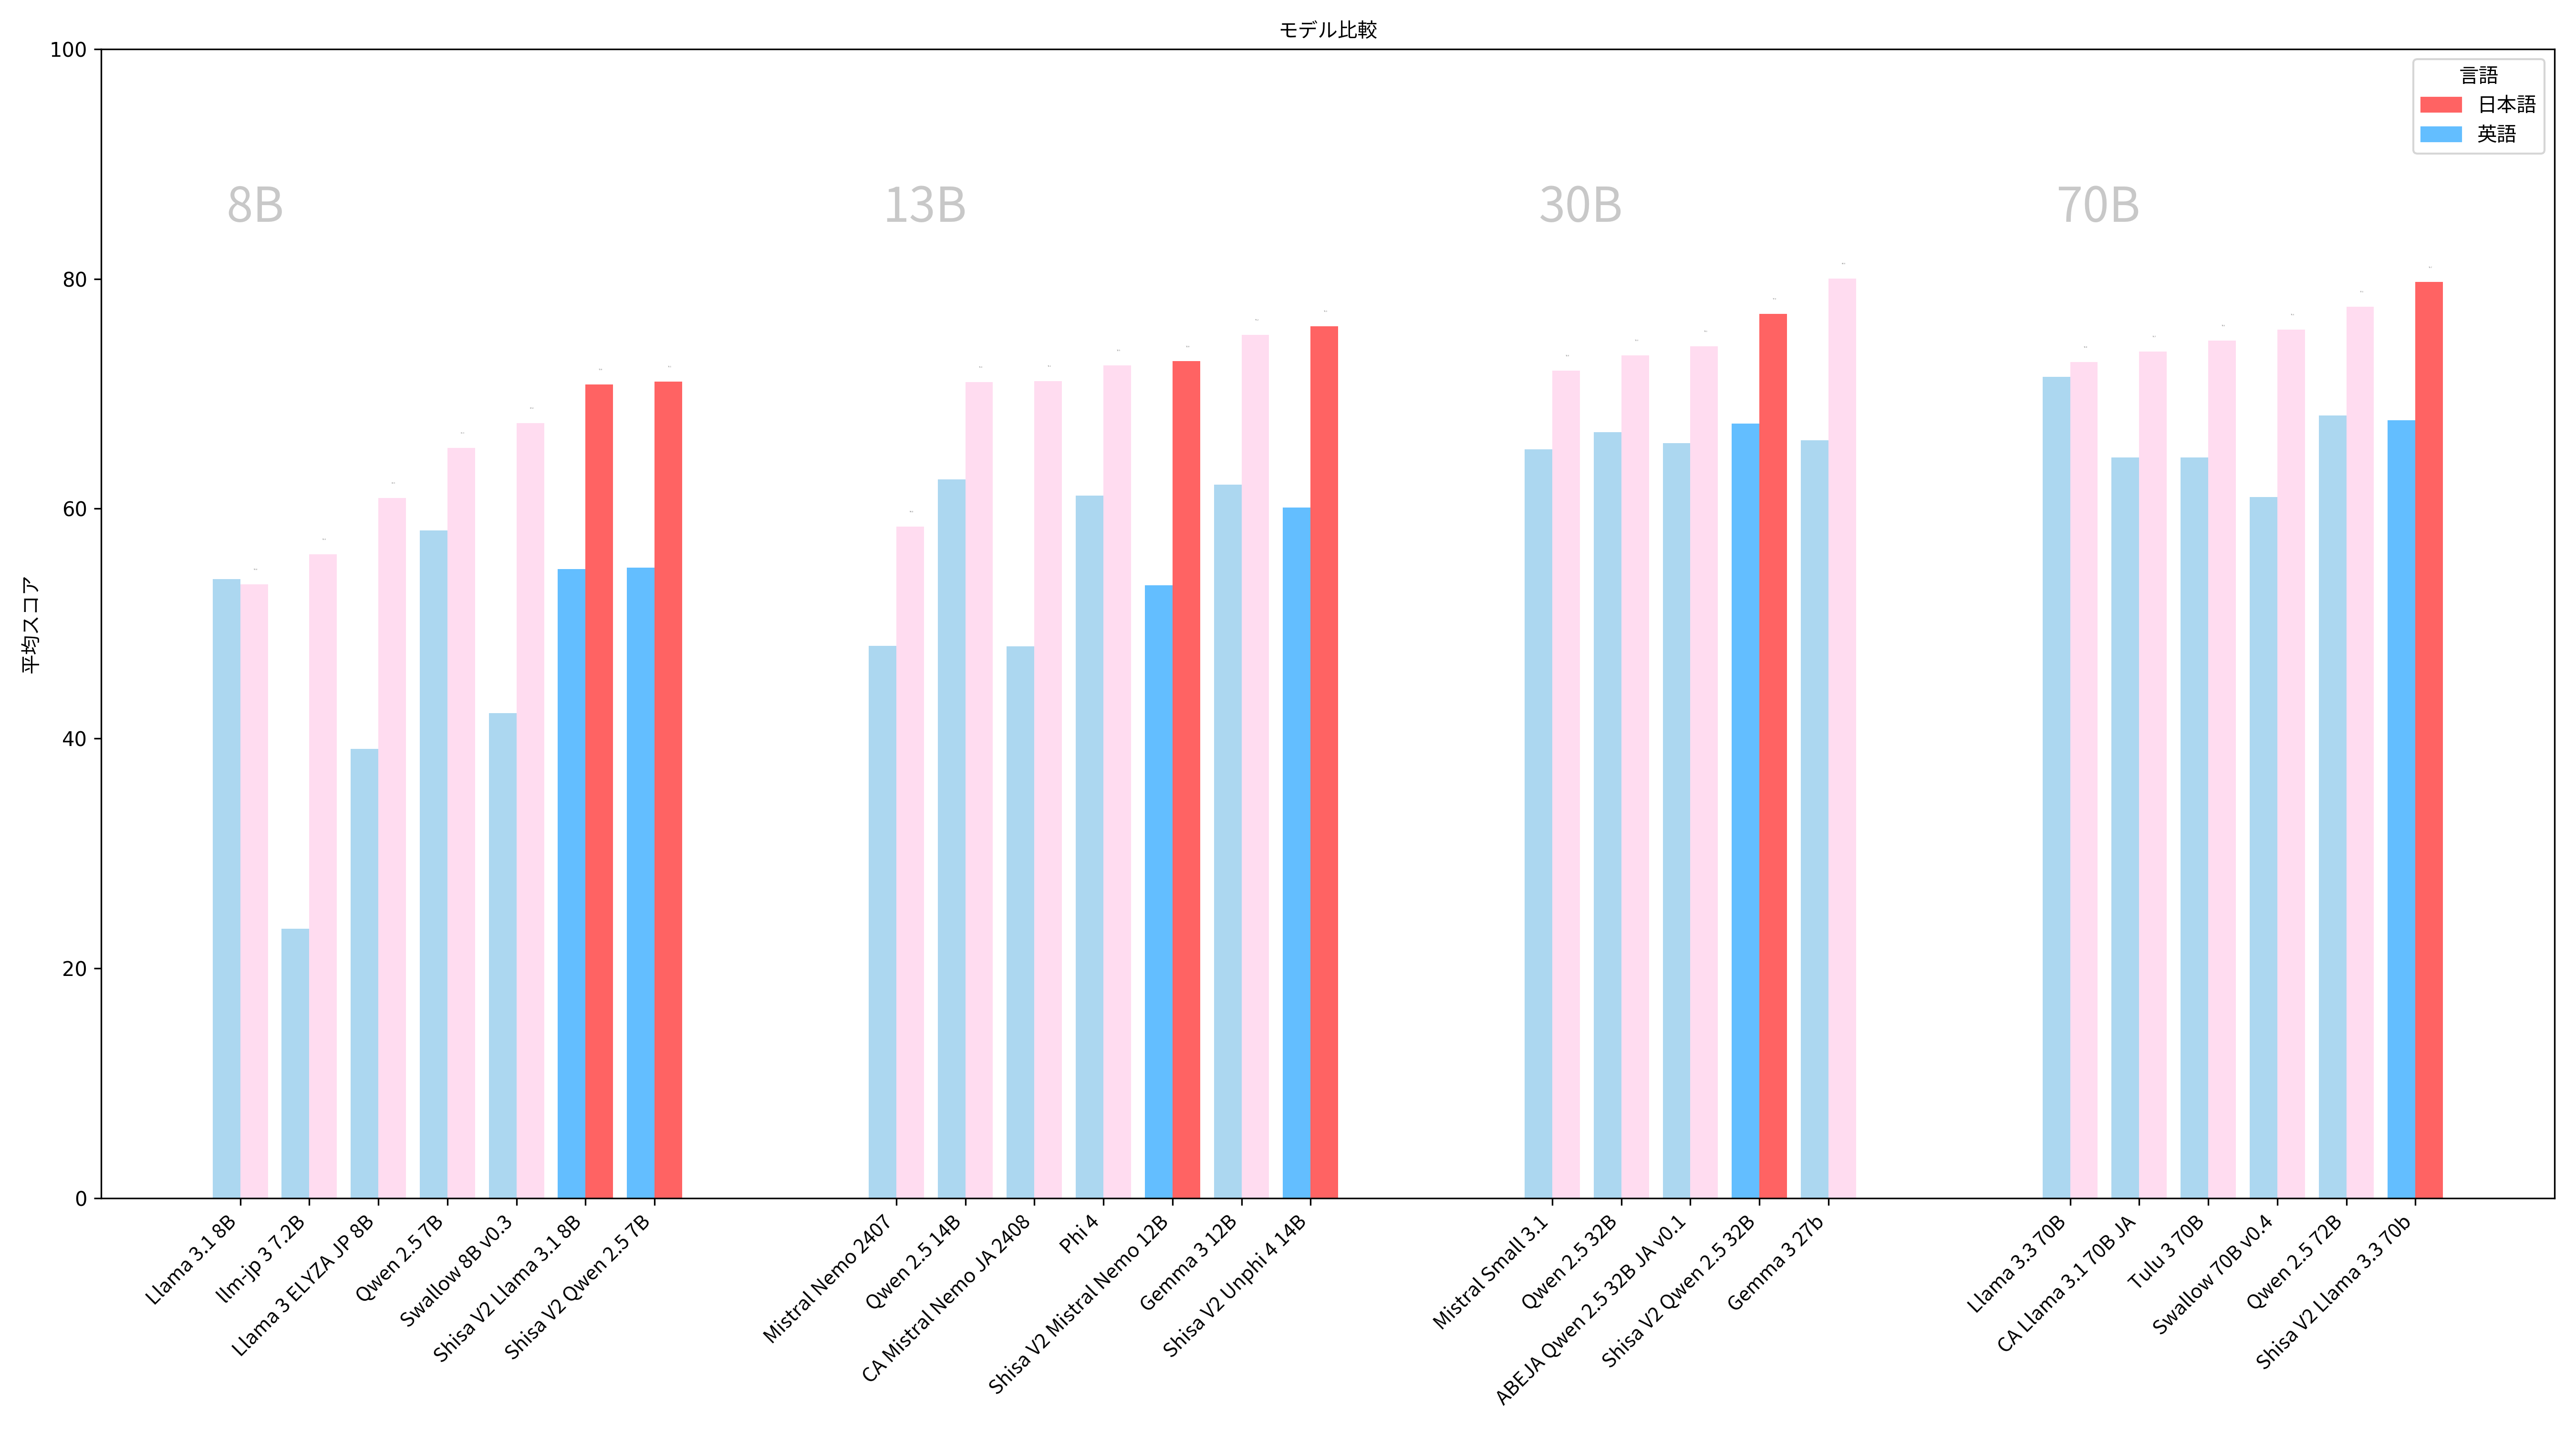 モデル比較
言語
日本語
英語
8B
13B
30B
70B
平均スコア
100
80
60
40
20
0
Llama 3.1 8B
llm-jp 3 7.2B
Llama 3 ELYZA JP 8B
Qwen 2.5 7B
Swallow 8B v0.3
Shisa V2 Llama 3.1 8B
Shisa V2 Qwen 2.5 7B
Mistral Nemo 2407
Qwen 2.5 14B
CA Mistral Nemo JA 2408
Phi 4
Shisa V2 Mistral Nemo 12B
Gemma 3 12B
Shisa V2 Unphi 4 14B
Mistral Small 3.1
Qwen 2.5 32B
ABEJA Qwen 2.5 32B JA v0.1
Shisa V2 Qwen 2.5 32B
Gemma 3 27b
Llama 3.3 70B
CA Llama 3.1 70B JA
Tulu 3 70B
Swallow 70B v0.4
Qwen 2.5 72B
Shisa V2 Llama 3.3 70b